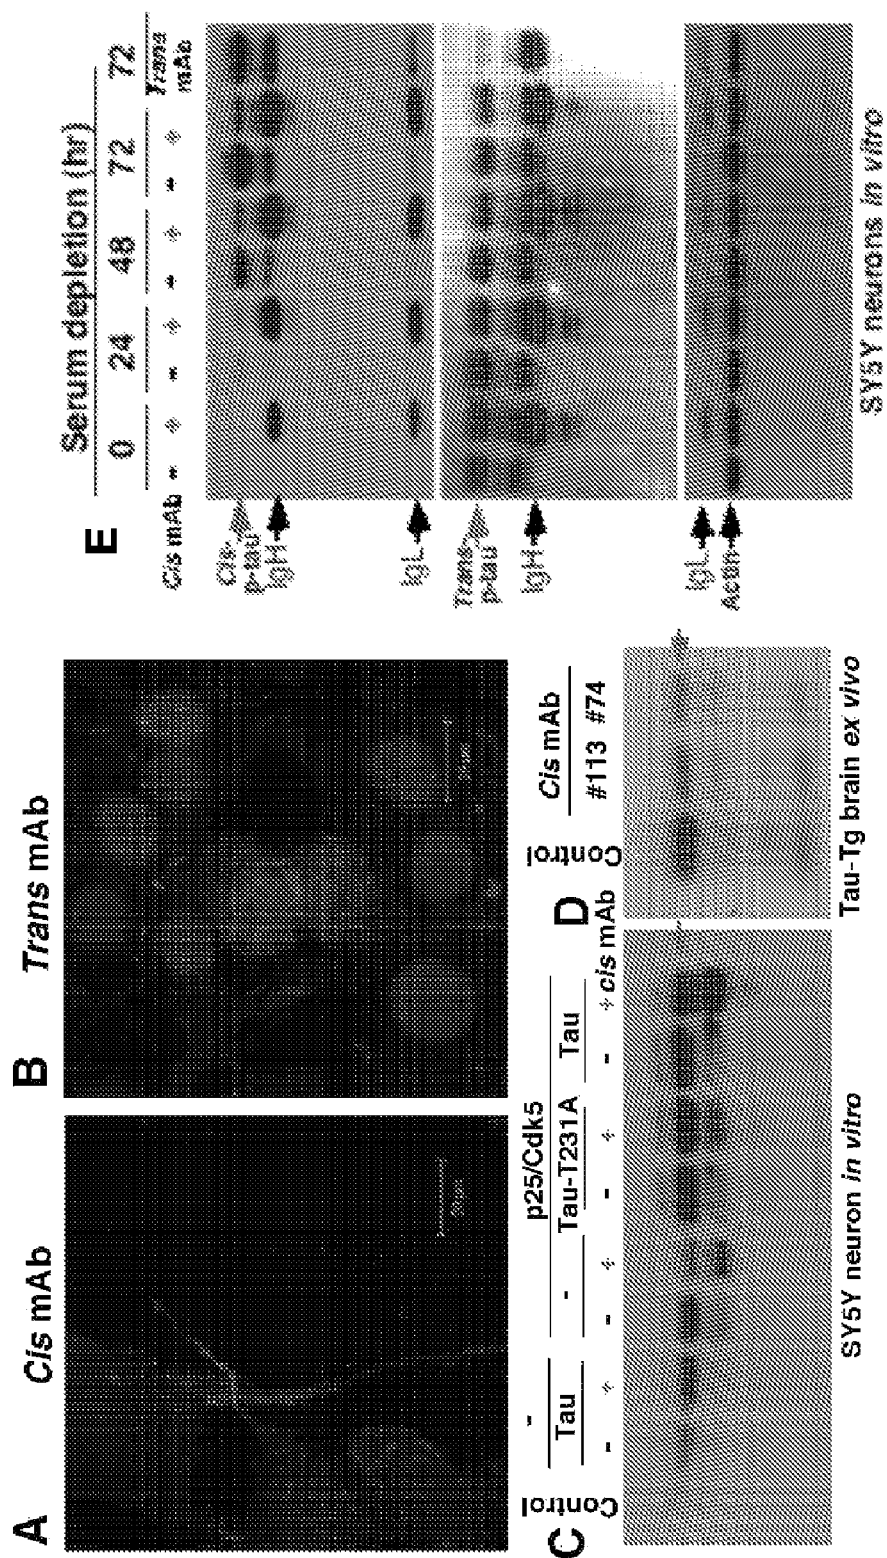 A
Cis mAb
B
Trans mAb
C
Control
-
Tau
p25/Cdk5
- Tau-T231A Tau
- + - + - + - + cis mAb
SY5Y neuron in vitro
D
Control
Cis mAb
#113 #74
Tau-Tg brain ex vivo
E
Serum depletion (hr)
0 24 48 72 72
Cis mAb - + - + - + - + Trans mAb
Cis-
p-tau
IgH
IgL
Trans-
p-tau
IgH
IgL
Actin
SY5Y neurons in vitro